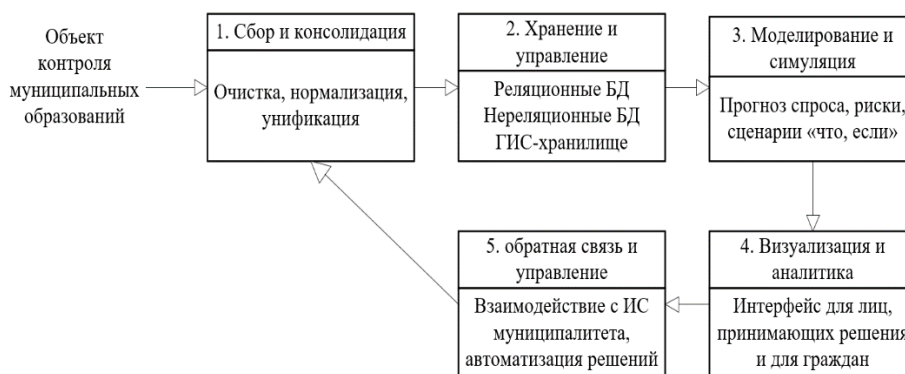 Объект
контроля
муниципальных
образований
1. Сбор и консолидация
Очистка, нормализация,
унификация
2. Хранение и
управление
Реляционные БД
Нереляционные БД
ГИС-хранилище
3. Моделирование и
симуляция
Прогноз спроса, риски,
сценарии «что, если»
4. Визуализация и
аналитика
Интерфейс для лиц,
принимающих решения
и для граждан
5. обратная связь и
управление
Взаимодействие с ИС
муниципалитета,
автоматизация решений